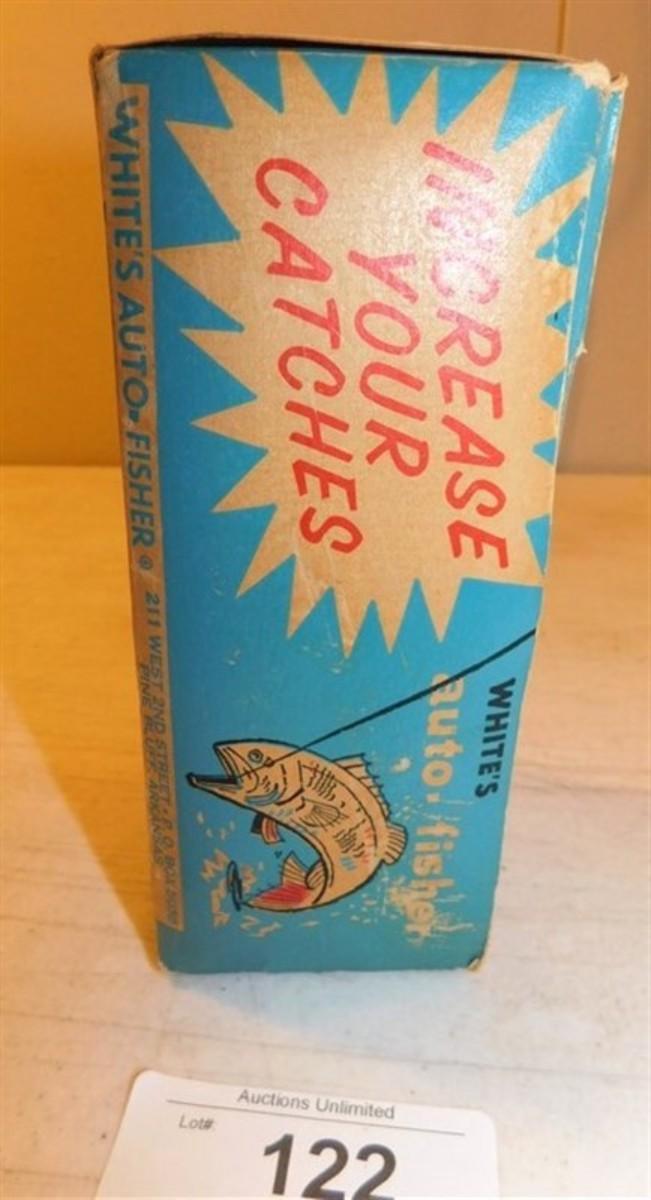 INCREASE
YOUR
CATCHES
WHITE'S
auto-fisher
WHITE'S AUTO-FISHER ® 211 WEST 2ND STREET, P.O. BOX
PINE BLUFF, ARKANSAS
Auctions Unlimited
Lot#:
122